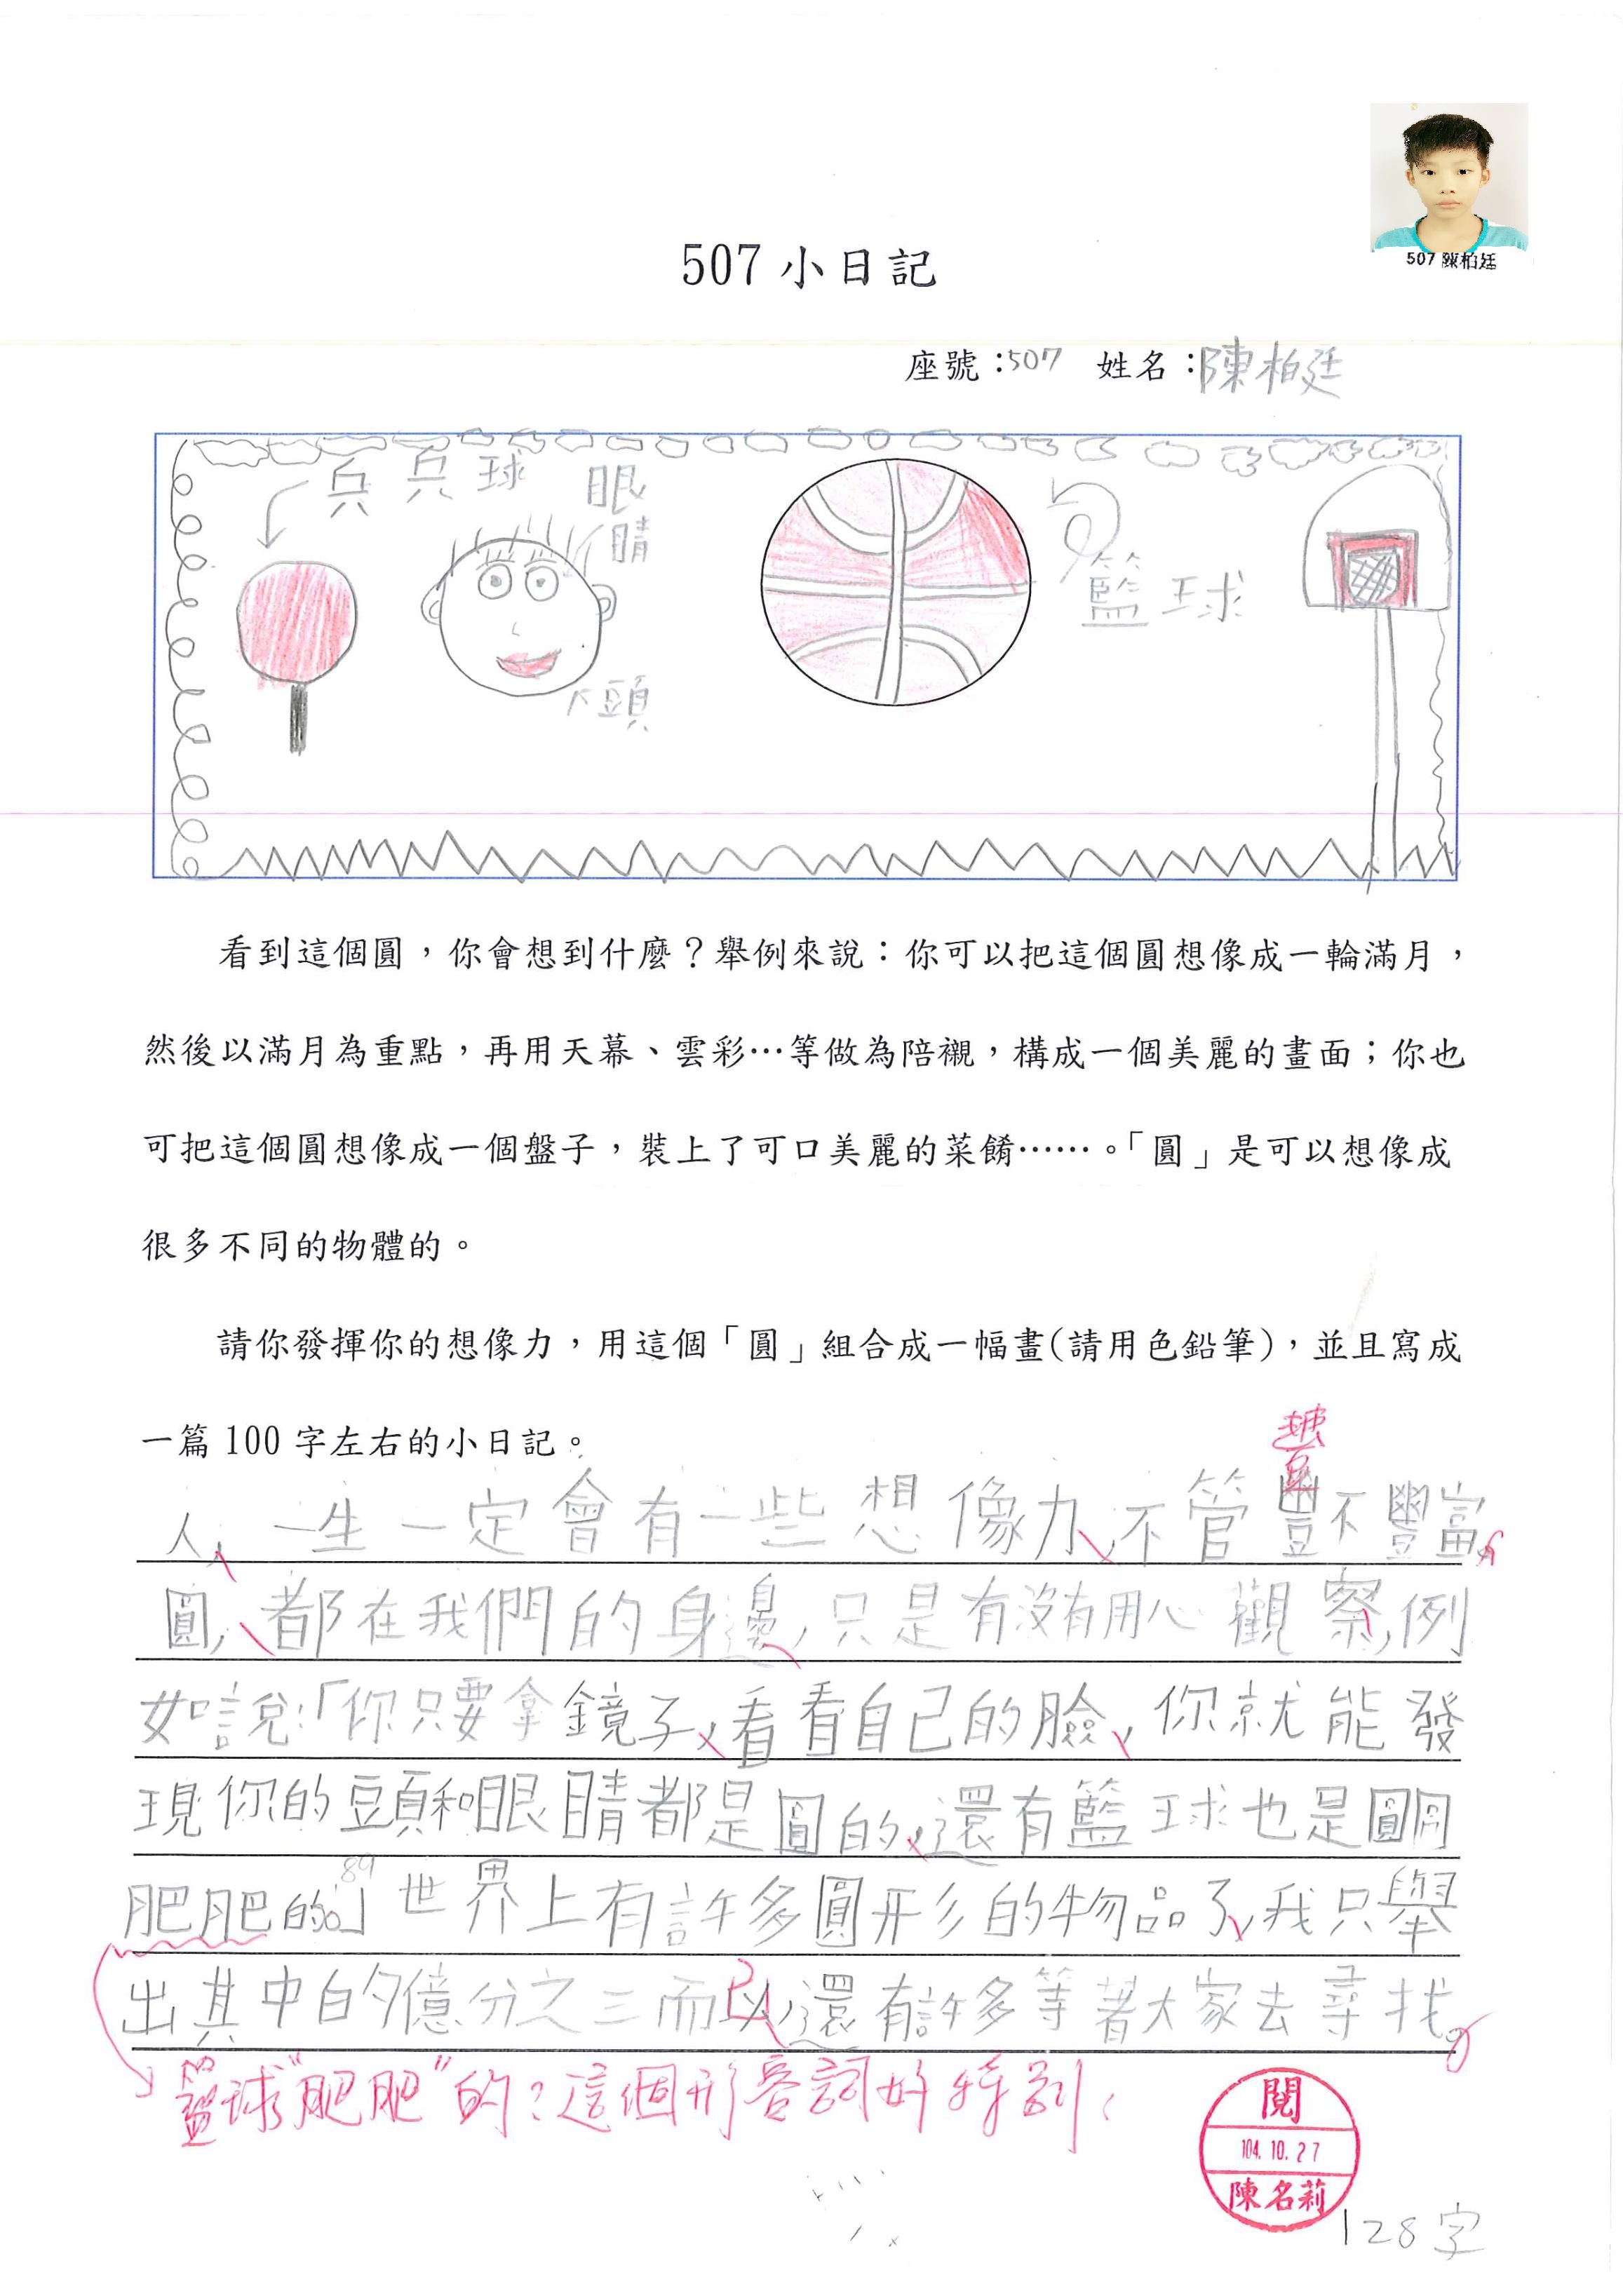 507 陳柏廷
507 小日記
座號：507 姓名：陳柏廷
兵兵球
眼睛
頭
籃球
看到這個圓，你會想到什麼？舉例來說：你可以把這個圓想像成一輪滿月，
然後以滿月為重點，再用天幕、雲彩…等做為陪襯，構成一個美麗的畫面；你也
可把這個圓想像成一個盤子，裝上了可口美麗的菜餚……。「圓」是可以想像成
很多不同的物體的。
請你發揮你的想像力，用這個「圓」組合成一幅畫(請用色鉛筆)，並且寫成
一篇 100 字左右的小日記。
人，一生一定會有一些想像力，不管豐不豐富，
圓，都在我們的身邊，只是有沒有用心觀察，例
如說：「你只要拿鏡子，看看自己的臉，你就能發
現你的頭和眼睛都是圓的，還有籃球也是圓
肥肥的。」世界上有許多圓形的物品了，我只舉
89
出其中的億分之三而以，還有許多等著大家去尋找。
已
籃球"肥肥"的？這個形容詞好特別！
閱
104.10.27
陳名莉
128字